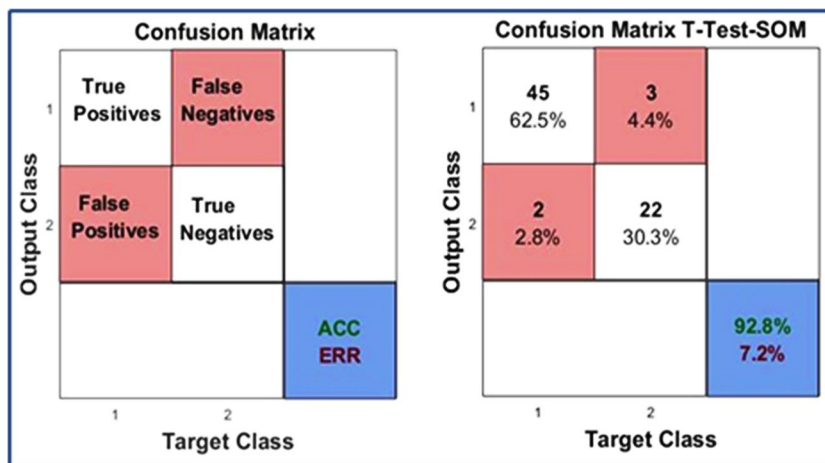 Confusion Matrix
True
Positives
False
Negatives
False
Positives
True
Negatives
ACC
ERR
1
2
Output Class
1
2
Target Class
Confusion Matrix T-Test-SOM
45
62.5%
3
4.4%
2
2.8%
22
30.3%
92.8%
7.2%
1
2
Output Class
1
2
Target Class